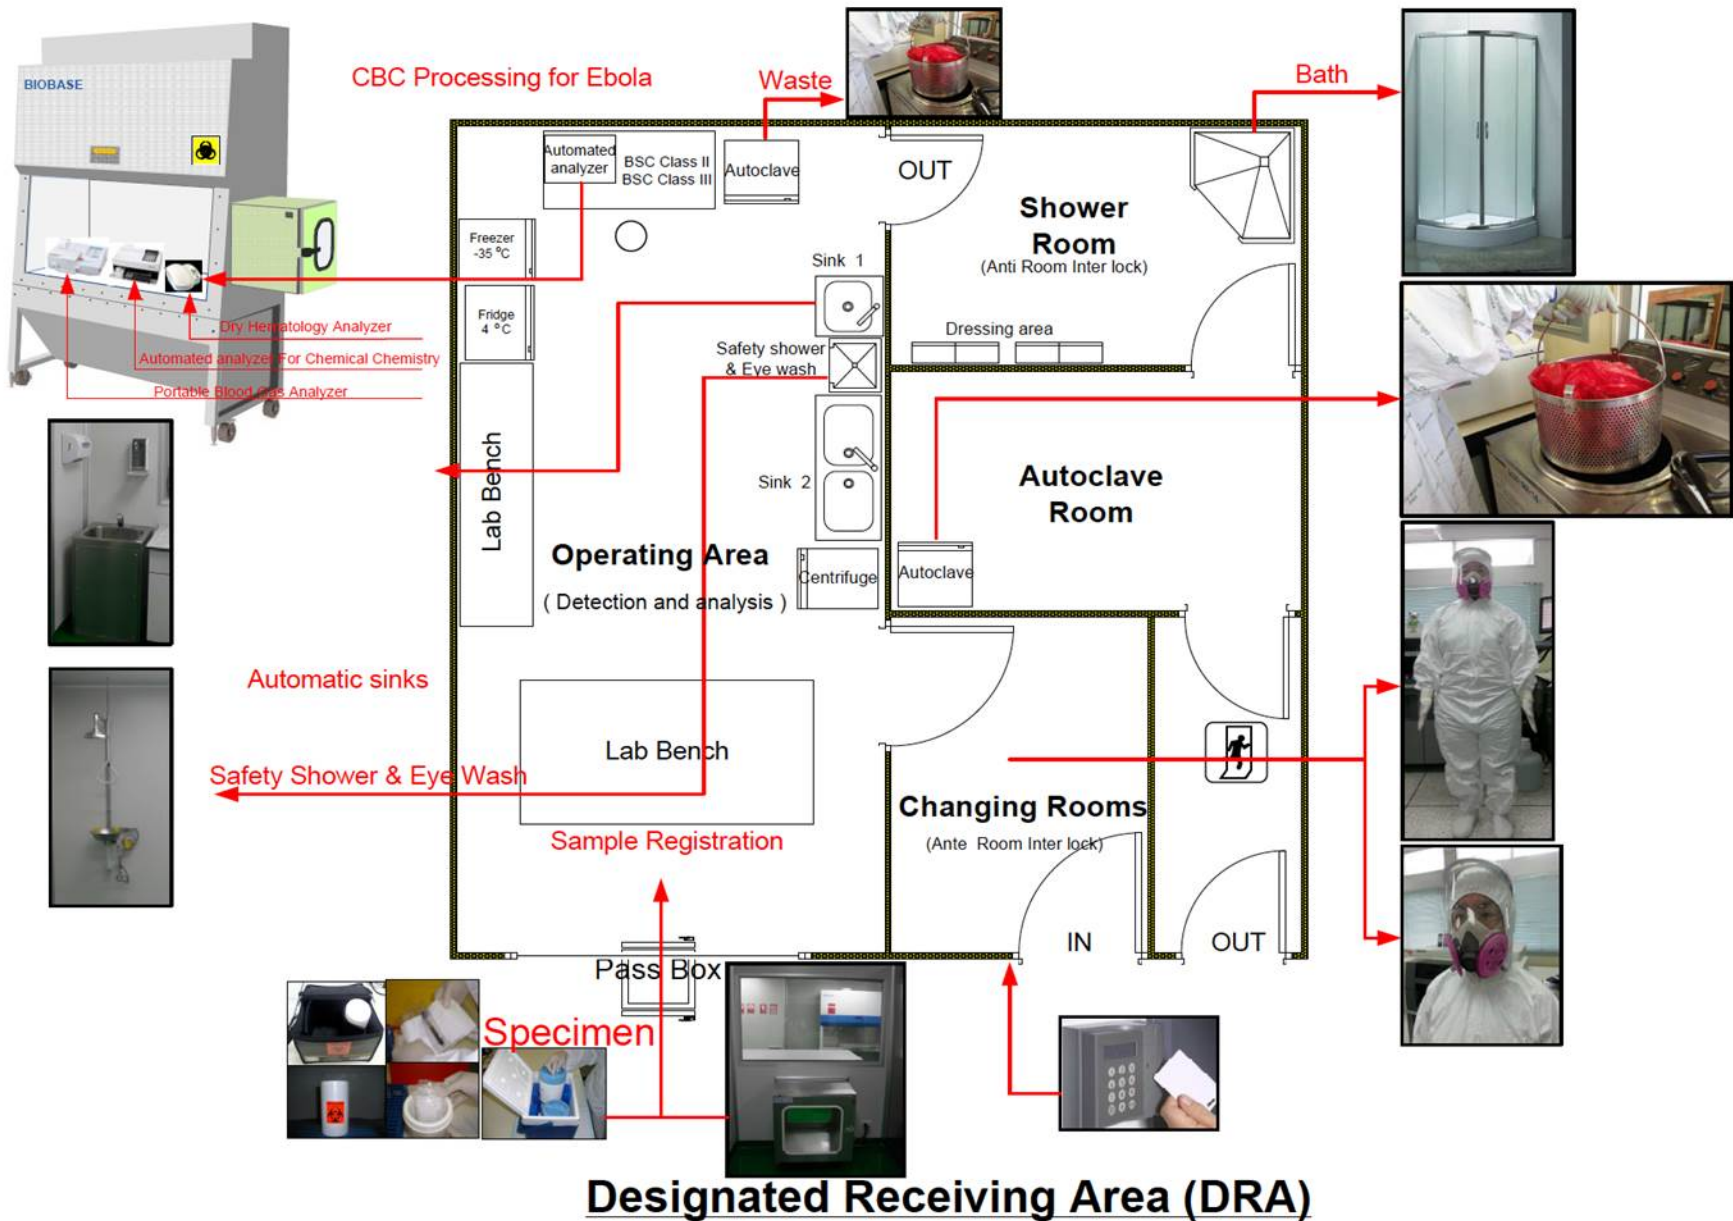 BIOBASE
CBC Processing for Ebola
Waste
Bath
Automated
analyzer
BSC Class II
BSC Class III
Autoclave
OUT
Shower
Room
(Anti Room Inter lock)
Freezer
-35 °C
Sink 1
Fridge
4 °C
Dressing area
Dry Hematology Analyzer
Automated analyzer For Chemical Chemistry
Portable Blood Gas Analyzer
Safety shower
& Eye wash
Lab Bench
Sink 2
Autoclave
Room
Operating Area
( Detection and analysis )
Centrifuge
Autoclave
Automatic sinks
Lab Bench
Safety Shower & Eye Wash
Changing Rooms
(Ante Room Inter lock)
Sample Registration
IN
OUT
Pass Box
Specimen
Designated Receiving Area (DRA)